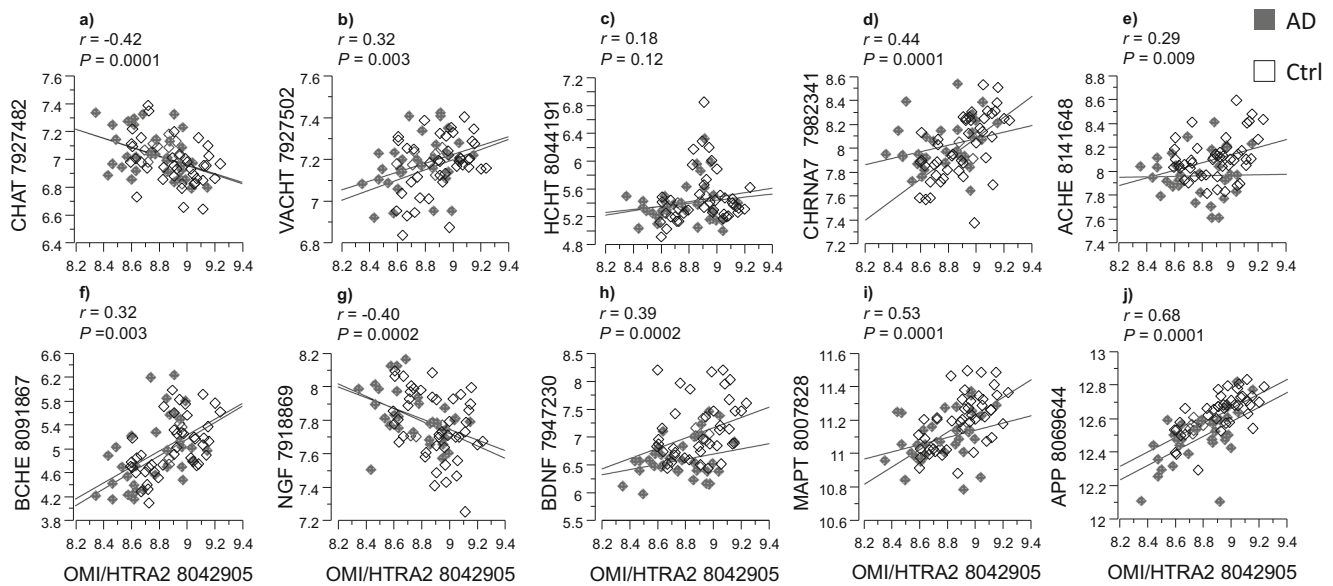 a)
r = -0.42
P = 0.0001
b)
r = 0.32
P = 0.003
c)
r = 0.18
P = 0.12
d)
r = 0.44
P = 0.0001
e)
r = 0.29
P = 0.009
AD
Ctrl
CHAT 7927482
7.6
7.4
7.2
7
6.8
6.6
6.4
8.2 8.4 8.6 8.8 9 9.2 9.4
VACHT 7927502
7.6
7.4
7.2
7
6.8
8.2 8.4 8.6 8.8 9 9.2 9.4
HCHT 8044191
7.2
6.8
6.4
6
5.6
5.2
4.8
8.2 8.4 8.6 8.8 9 9.2 9.4
CHRNA7 7982341
8.6
8.4
8.2
8
7.8
7.6
7.4
7.2
8.2 8.4 8.6 8.8 9 9.2 9.4
ACHE 8141648
8.8
8.6
8.4
8.2
8
7.8
7.6
7.4
8.2 8.4 8.6 8.8 9 9.2 9.4
f)
r = 0.32
P =0.003
g)
r = -0.40
P = 0.0002
h)
r = 0.39
P = 0.0002
i)
r = 0.53
P = 0.0001
j)
r = 0.68
P = 0.0001
BCHE 8091867
6.6
6.2
5.8
5.4
5
4.6
4.2
3.8
8.2 8.4 8.6 8.8 9 9.2 9.4
OMI/HTRA2 8042905
NGF 7918869
8.2
8
7.8
7.6
7.4
7.2
8.2 8.4 8.6 8.8 9 9.2 9.4
OMI/HTRA2 8042905
BDNF 7947230
8.5
8
7.5
7
6.5
6
5.5
8.2 8.4 8.6 8.8 9 9.2 9.4
OMI/HTRA2 8042905
MAPT 8007828
11.6
11.4
11.2
11
10.8
10.6
8.2 8.4 8.6 8.8 9 9.2 9.4
OMI/HTRA2 8042905
APP 8069644
13
12.8
12.6
12.4
12.2
12
8.2 8.4 8.6 8.8 9 9.2 9.4
OMI/HTRA2 8042905